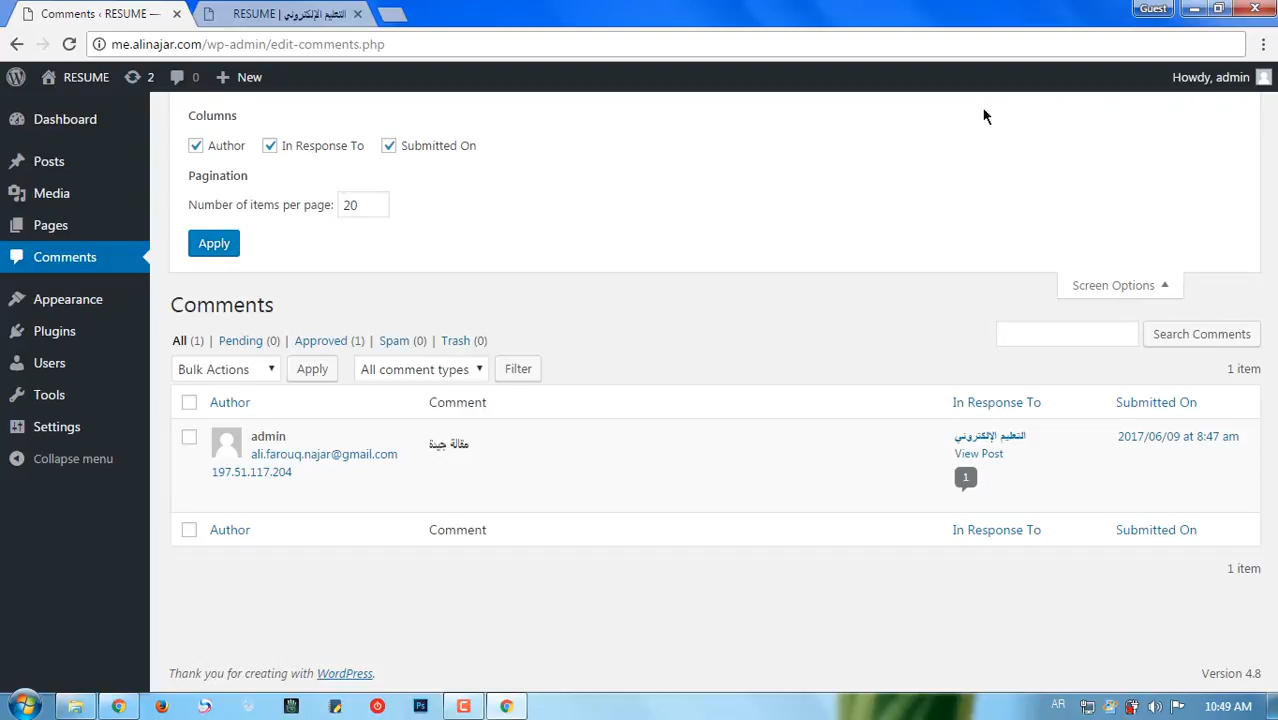 Comments ‹ RESUME —
RESUME | التعليم الإلكتروني
Guest
me.alinajar.com/wp-admin/edit-comments.php
RESUME 2 0 New
Howdy, admin
Dashboard
Posts
Media
Pages
Comments
Appearance
Plugins
Users
Tools
Settings
Collapse menu
Columns
Author In Response To Submitted On
Pagination
Number of items per page: 20
Apply
Screen Options
Comments
All (1) | Pending (0) | Approved (1) | Spam (0) | Trash (0)
Search Comments
Bulk Actions Apply All comment types Filter
1 item
Author Comment In Response To Submitted On
admin
ali.farouq.najar@gmail.com
197.51.117.204
مقالة جيدة
التعليم الإلكتروني
View Post
1
2017/06/09 at 8:47 am
Author Comment In Response To Submitted On
1 item
Thank you for creating with WordPress.
Version 4.8
Ps
AR
10:49 AM